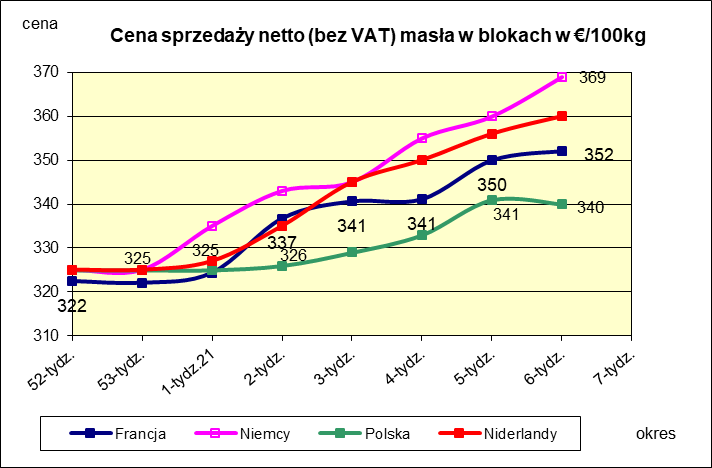 cena
Cena sprzedaży netto (bez VAT) masła w blokach w €/100kg
370
360
350
340
330
320
310
369
352
350
341
340
341
341
337
326
325
325
322
52-tydz.
53-tydz.
1-tydz.21
2-tydz.
3-tydz.
4-tydz.
5-tydz.
6-tydz.
7-tydz.
Francja Niemcy Polska Niderlandy
okres